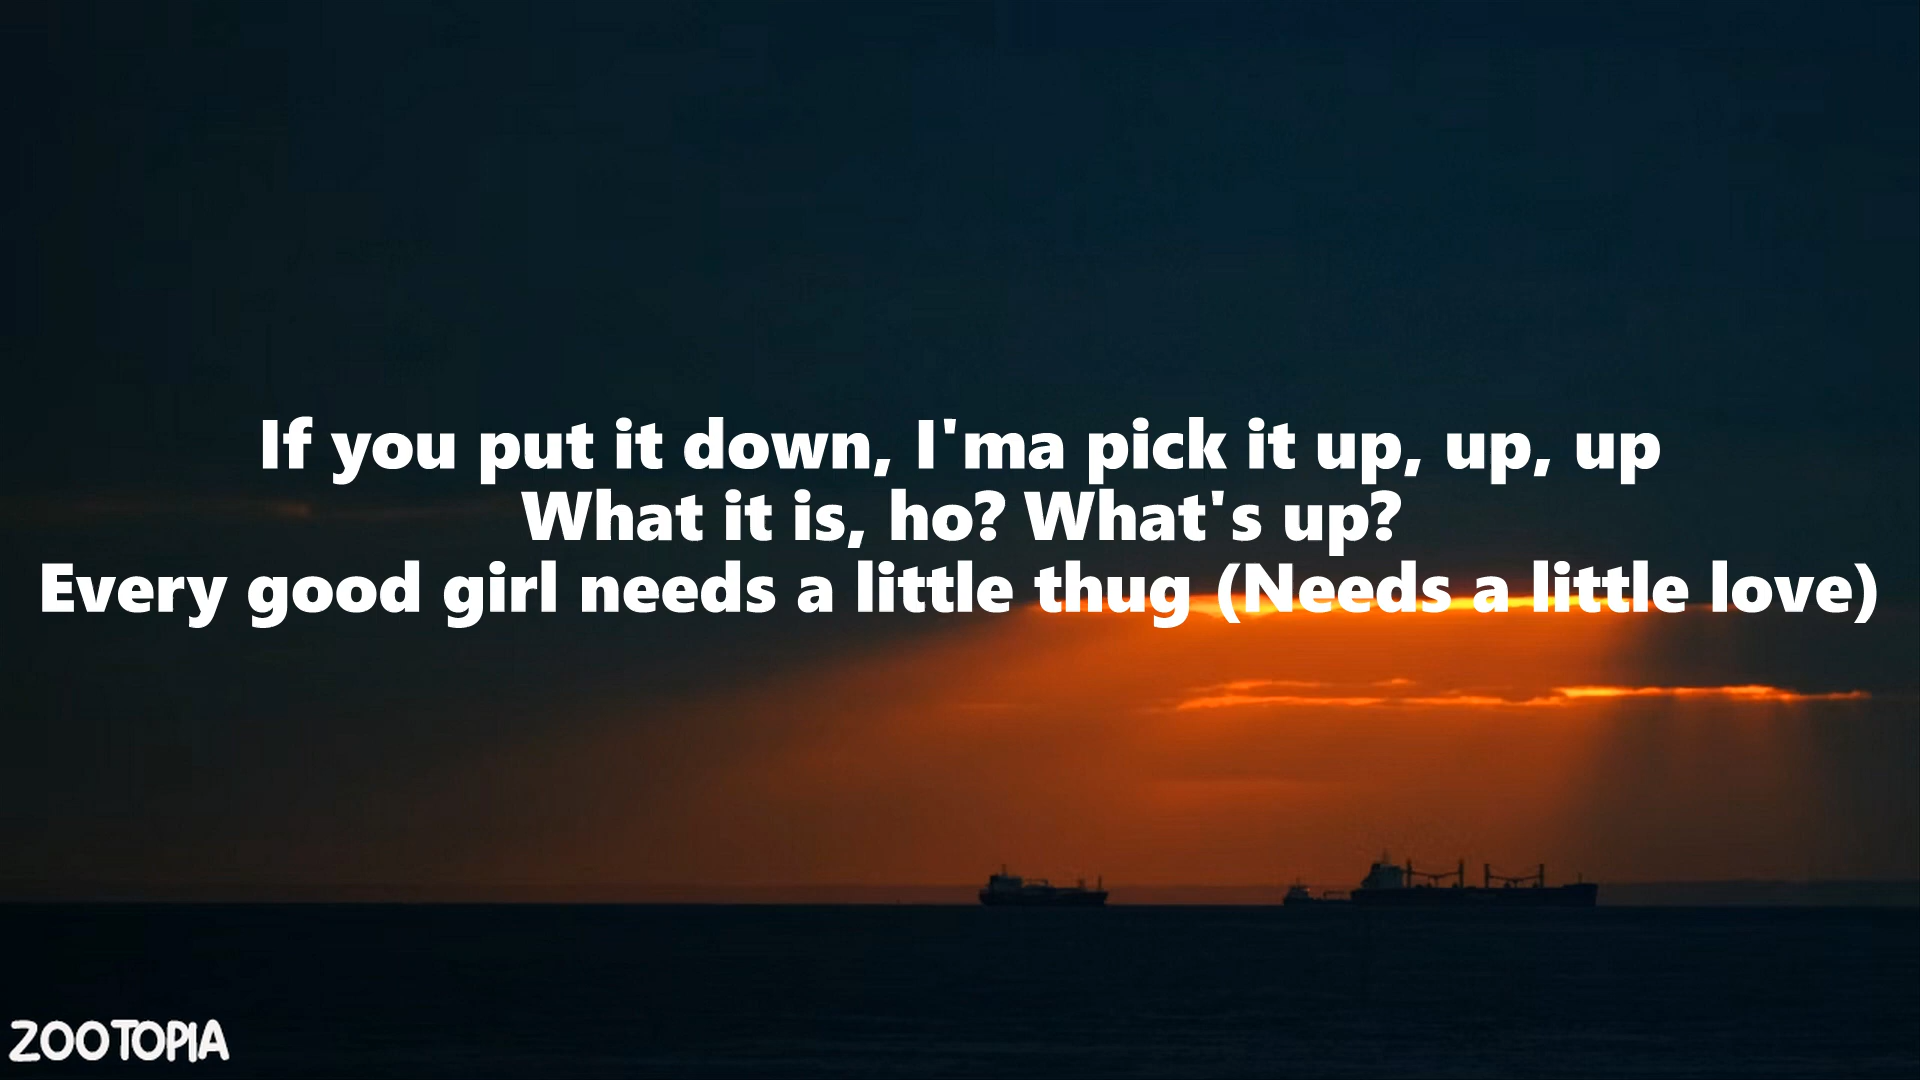 If you put it down, I'ma pick it up, up, up
What it is, ho? What's up?
Every good girl needs a little thug (Needs a little love)
ZOOTOPIA